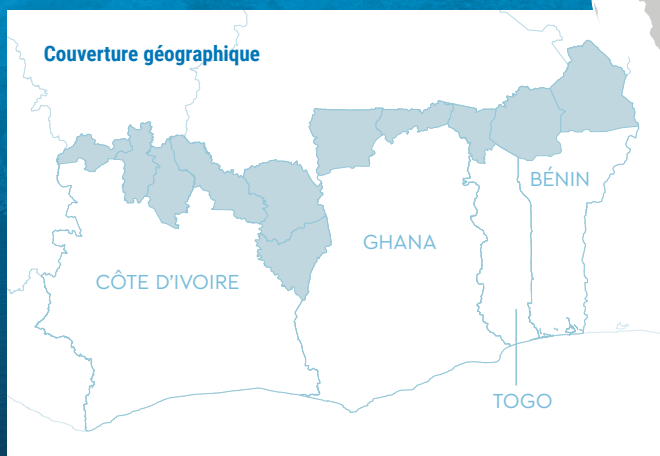 Couverture géographique
BÉNIN
GHANA
CÔTE D'IVOIRE
TOGO